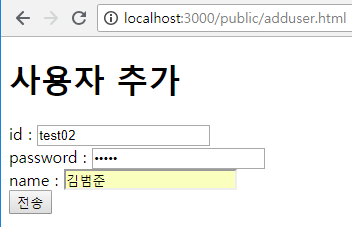 localhost:3000/public/adduser.html
사용자 추가
id : test02
password : •••••
name : 김범준
전송